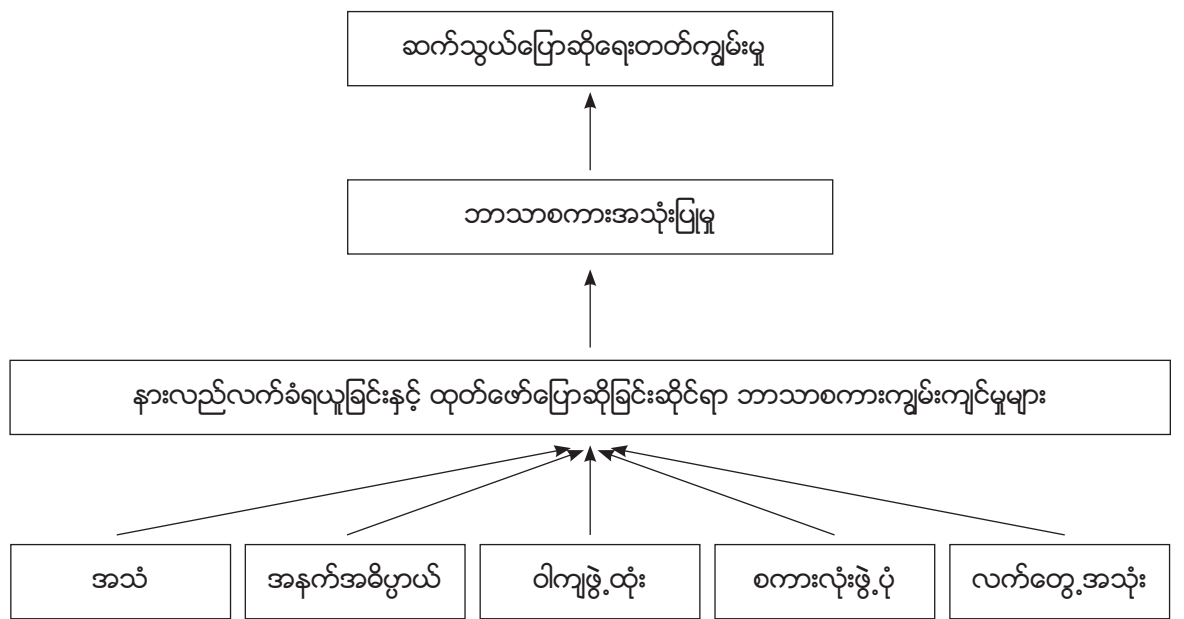 ဆက်သွယ်ပြောဆိုရေးတတ်ကျွမ်းမှု
ဘာသာစကားအသုံးပြုမှု
နားလည်လက်ခံရယူခြင်းနှင့် ထုတ်ဖော်ပြောဆိုခြင်းဆိုင်ရာ ဘာသာစကားကျွမ်းကျင်မှုများ
အသံ
အနက်အဓိပ္ပာယ်
ဝါကျဖွဲ့ထုံး
စကားလုံးဖွဲ့ပုံ
လက်တွေ့အသုံး